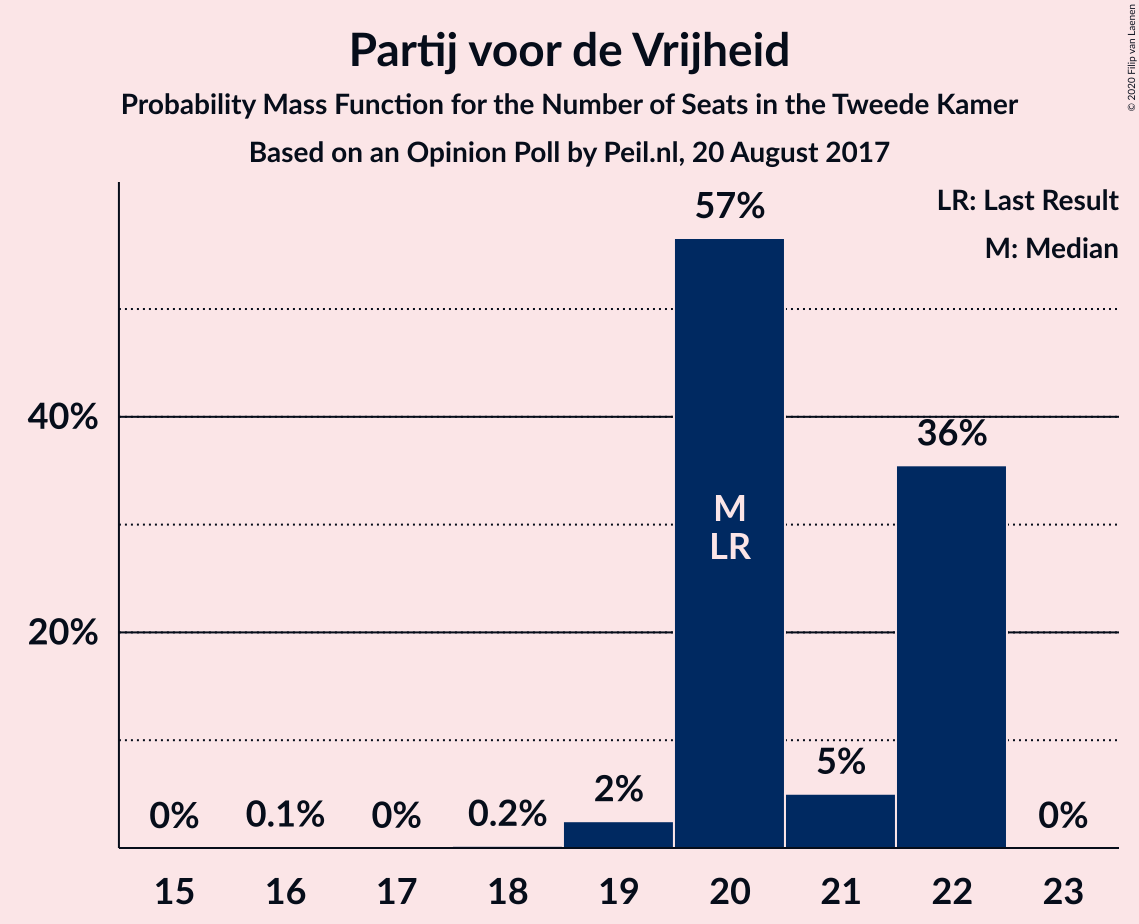 Partij voor de Vrijheid
Probability Mass Function for the Number of Seats in the Tweede Kamer
Based on an Opinion Poll by Peil.nl, 20 August 2017
© 2020 Filip van Laenen
LR: Last Result
M: Median
57%
40%
36%
M
LR
20%
5%
2%
0%
0.1%
0%
0.2%
0%
15
16
17
18
19
20
21
22
23